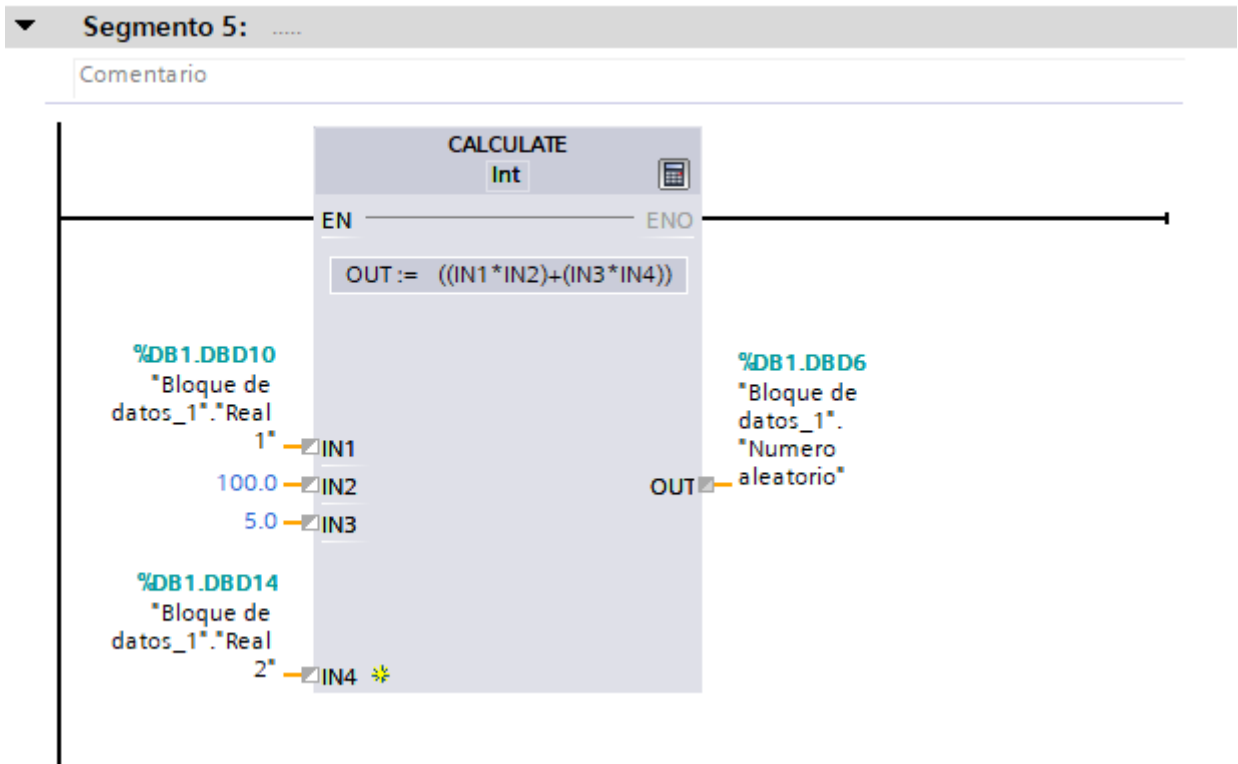 Segmento 5: .....
Comentario
CALCULATE
Int
EN
ENO
OUT := ((IN1*IN2)+(IN3*IN4))
%DB1.DBD10
"Bloque de
datos_1"."Real
1"
IN1
100.0
IN2
5.0
IN3
%DB1.DBD14
"Bloque de
datos_1"."Real
2"
IN4
%DB1.DBD6
"Bloque de
datos_1".
"Numero
aleatorio"
OUT